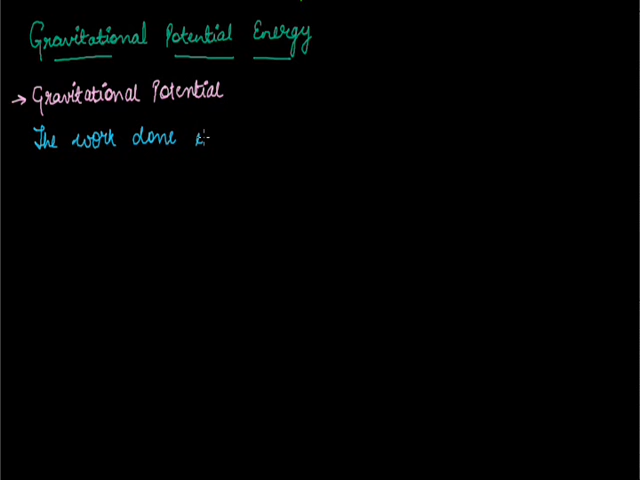 Gravitational Potential Energy
→ Gravitational Potential
The work done